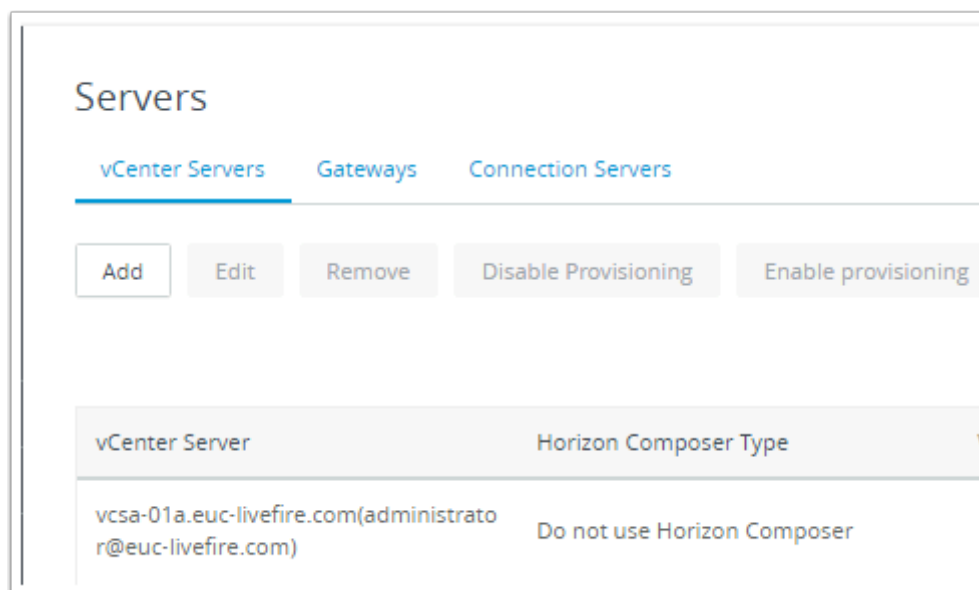 Servers
vCenter Servers Gateways Connection Servers
Add Edit Remove Disable Provisioning Enable provisioning
vCenter Server Horizon Composer Type
vcsa-01a.euc-livefire.com(administrato
r@euc-livefire.com)
Do not use Horizon Composer